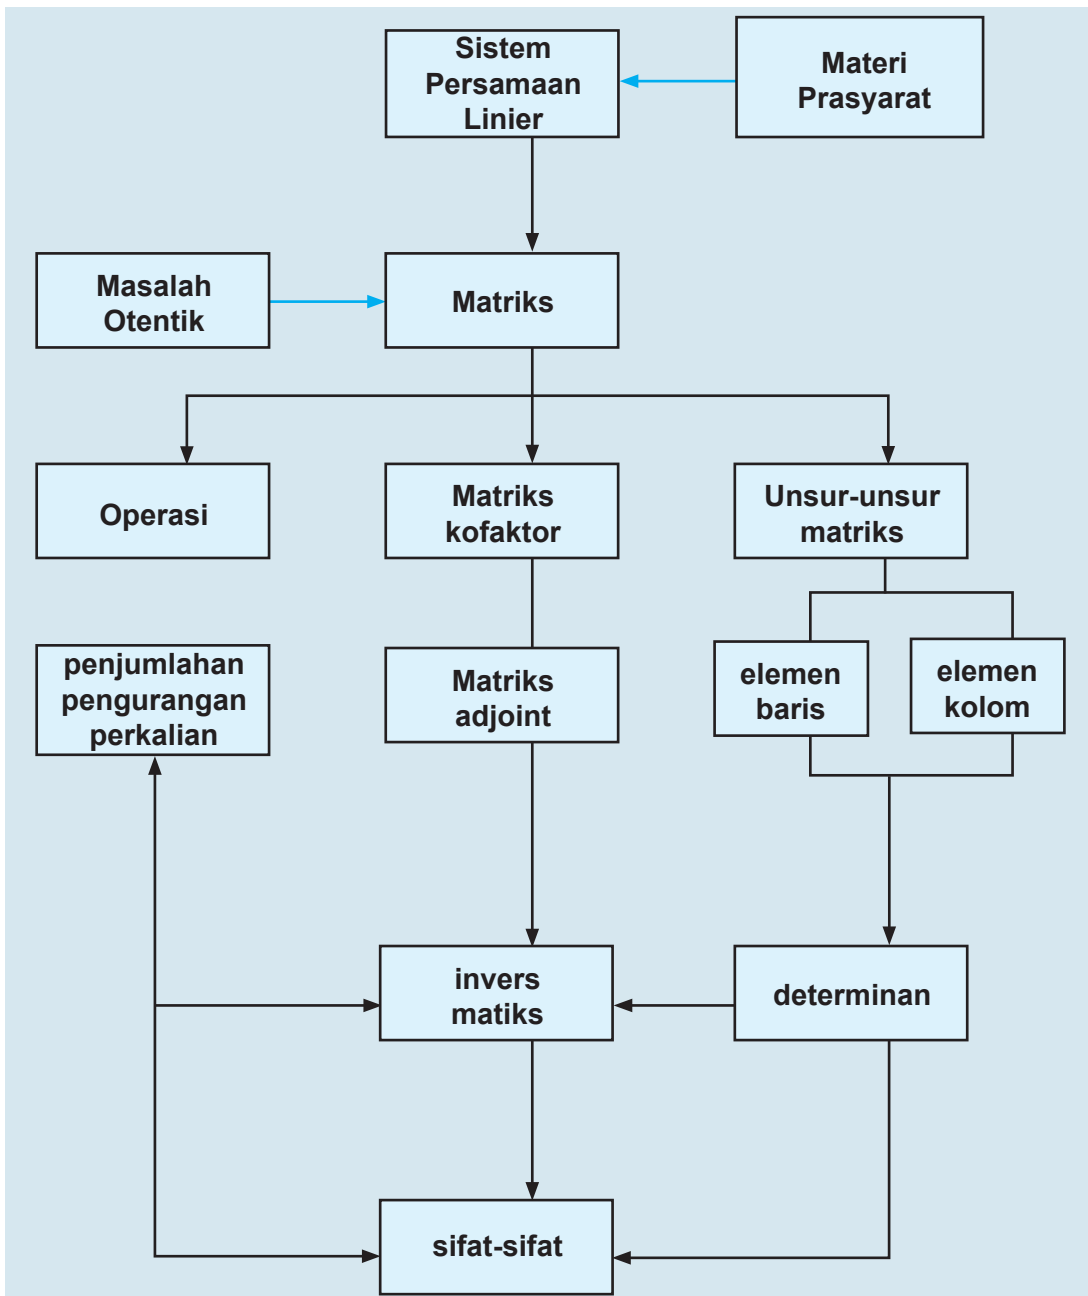 Sistem
Persamaan
Linier
Materi
Prasyarat
Masalah
Otentik
Matriks
Operasi
Matriks
kofaktor
Unsur-unsur
matriks
penjumlahan
pengurangan
perkalian
Matriks
adjoint
elemen
baris
elemen
kolom
invers
matiks
determinan
sifat-sifat